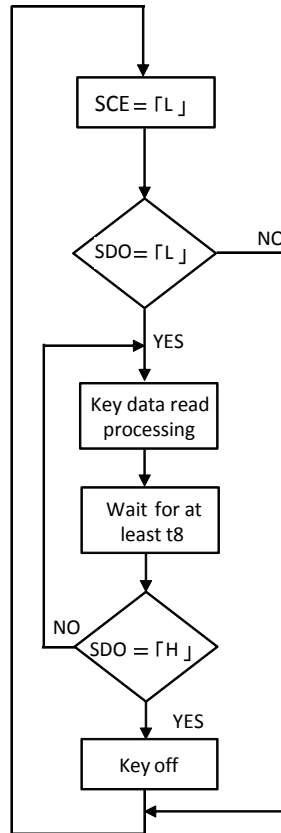 SCE =「L」
SDO=「L」
NO
YES
Key data read
processing
Wait for at
least t8
NO
SDO =「H」
YES
Key off